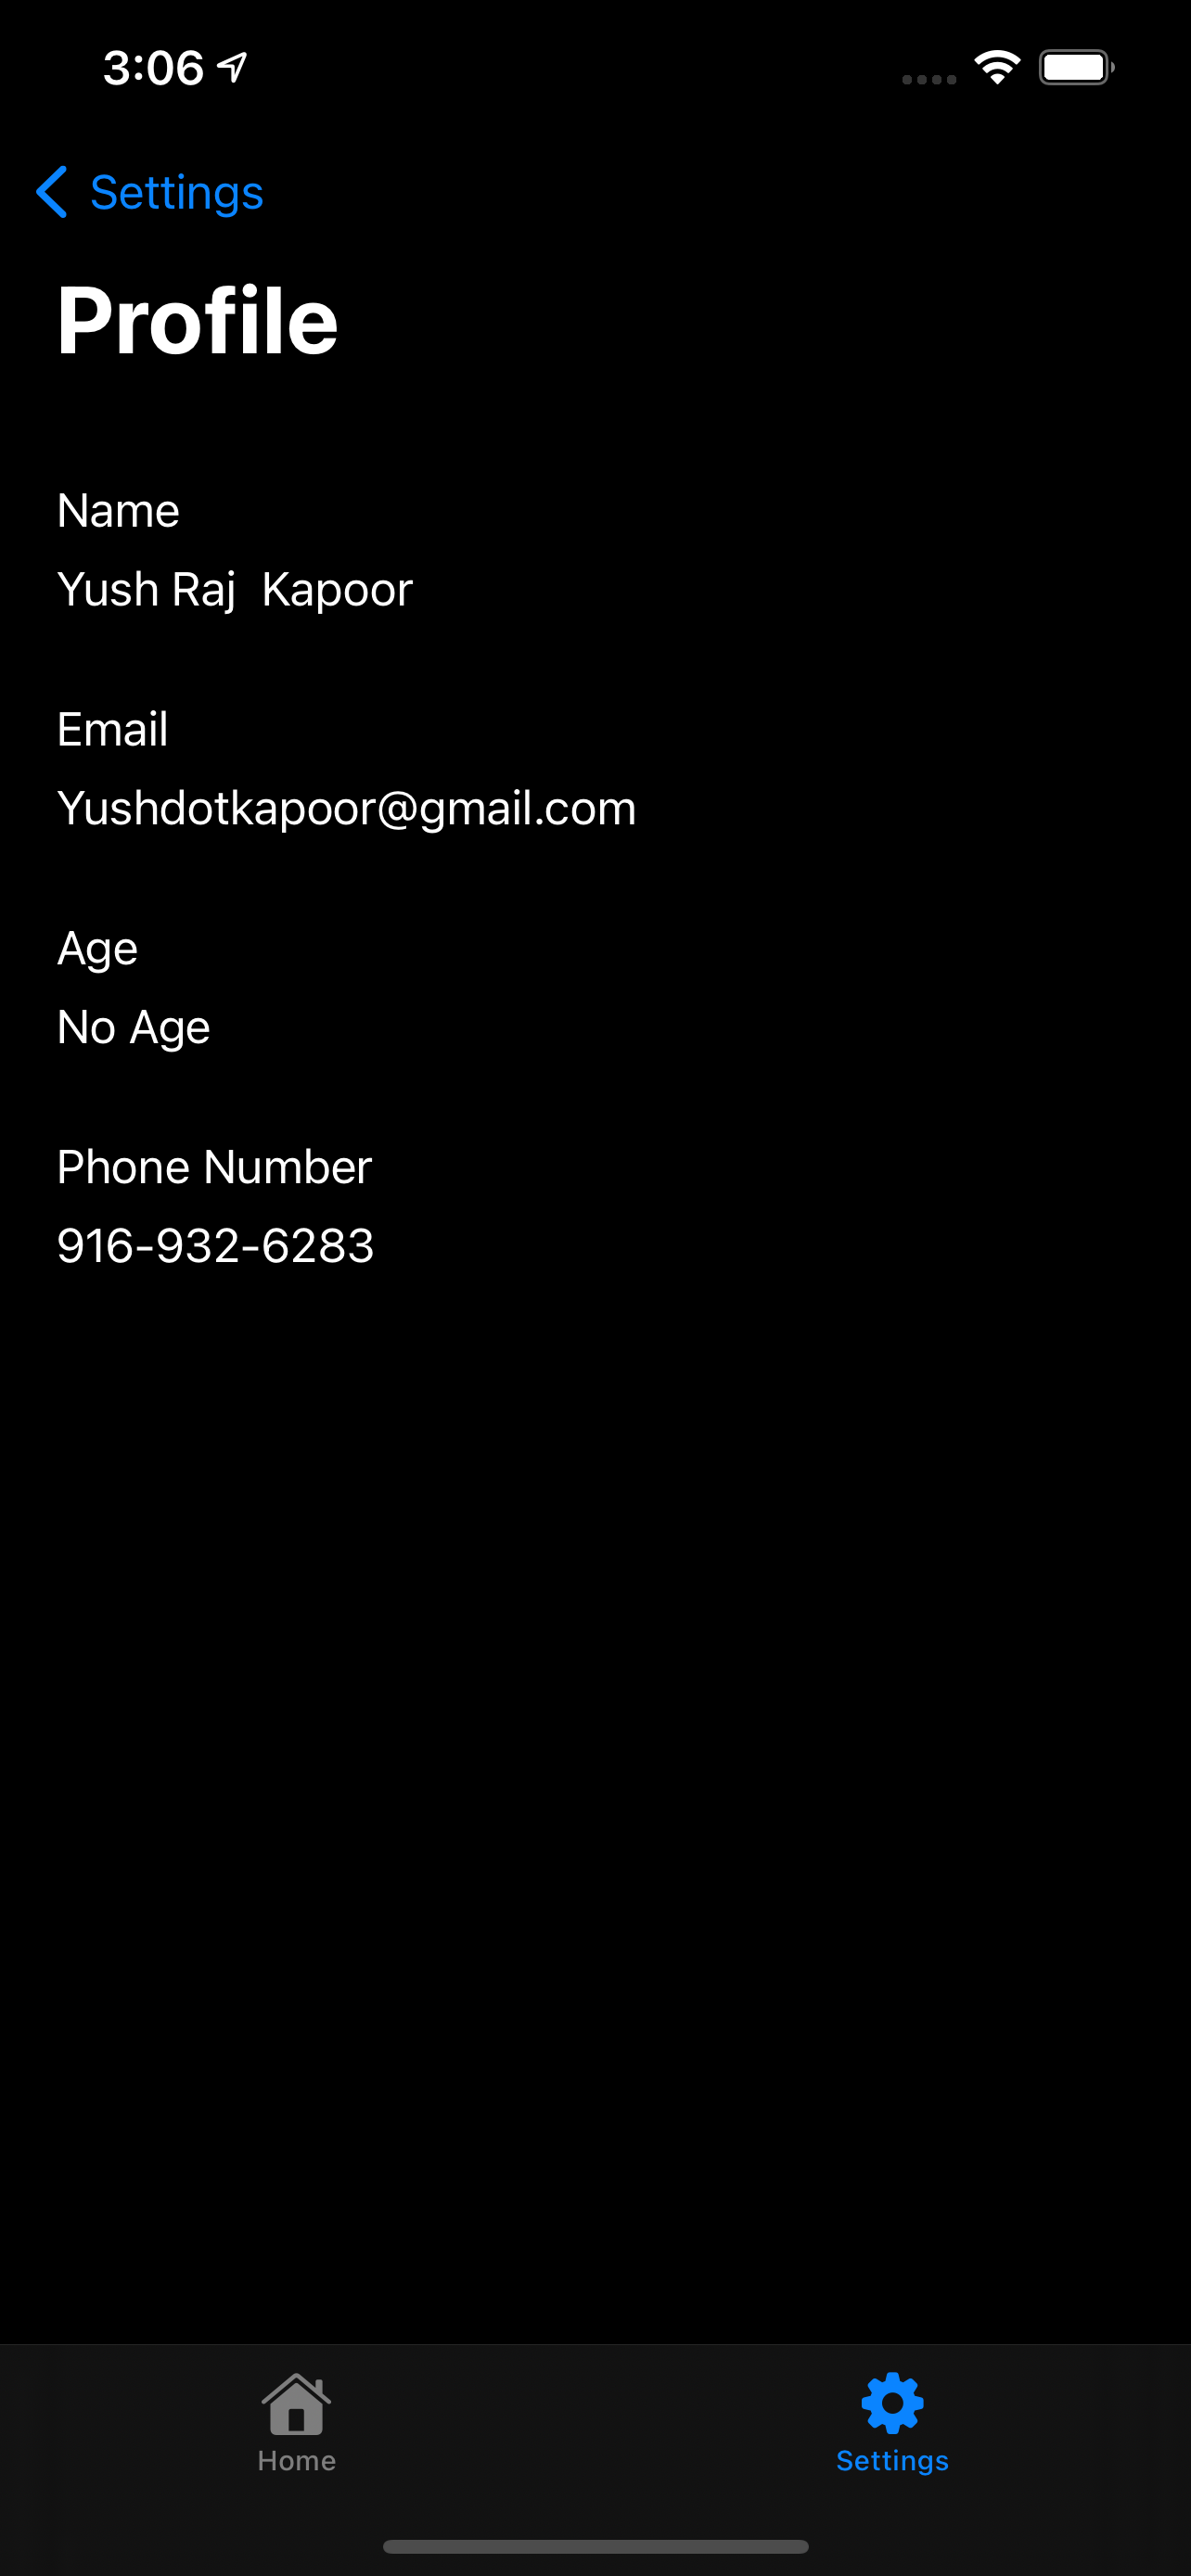 3:06
Settings
Profile
Name
Yush Raj  Kapoor
Email
Yushdotkapoor@gmail.com
Age
No Age
Phone Number
916-932-6283
Home
Settings